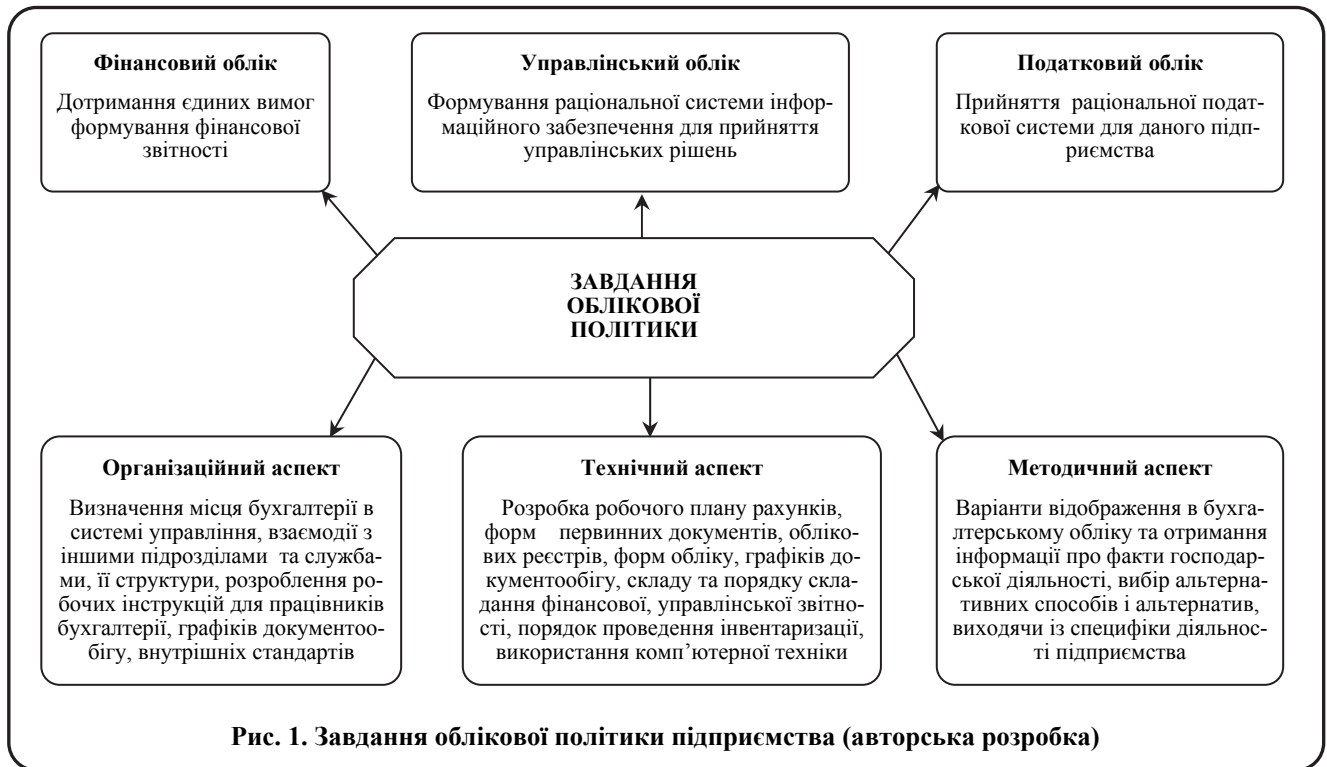 Фінансовий облік
Дотримання єдиних вимог
формування фінансової
звітності
Управлінський облік
Формування раціональної системи інфор-
маційного забезпечення для прийняття
управлінських рішень
Податковий облік
Прийняття раціональної подат-
кової системи для даного підп-
риємства
ЗАВДАННЯ
ОБЛІКОВОЇ
ПОЛІТИКИ
Організаційний аспект
Визначення місця бухгалтерії в
системі управління, взаємодії з
іншими підрозділами та служба-
ми, її структури, розроблення ро-
бочих інструкцій для працівників
бухгалтерії, графіків документоо-
бігу, внутрішніх стандартів
Технічний аспект
Розробка робочого плану рахунків,
форм первинних документів, обліко-
вих реєстрів, форм обліку, графіків до-
кументообігу, складу та порядку скла-
дання фінансової, управлінської звітно-
сті, порядок проведення інвентаризації,
використання комп’ютерної техніки
Методичний аспект
Варіанти відображення в бухга-
лтерському обліку та отримання
інформації про факти господар-
ської діяльності, вибір альтерна-
тивних способів і альтернатив,
виходячи із специфіки діяльнос-
ті підприємства
Рис. 1. Завдання облікової політики підприємства (авторська розробка)